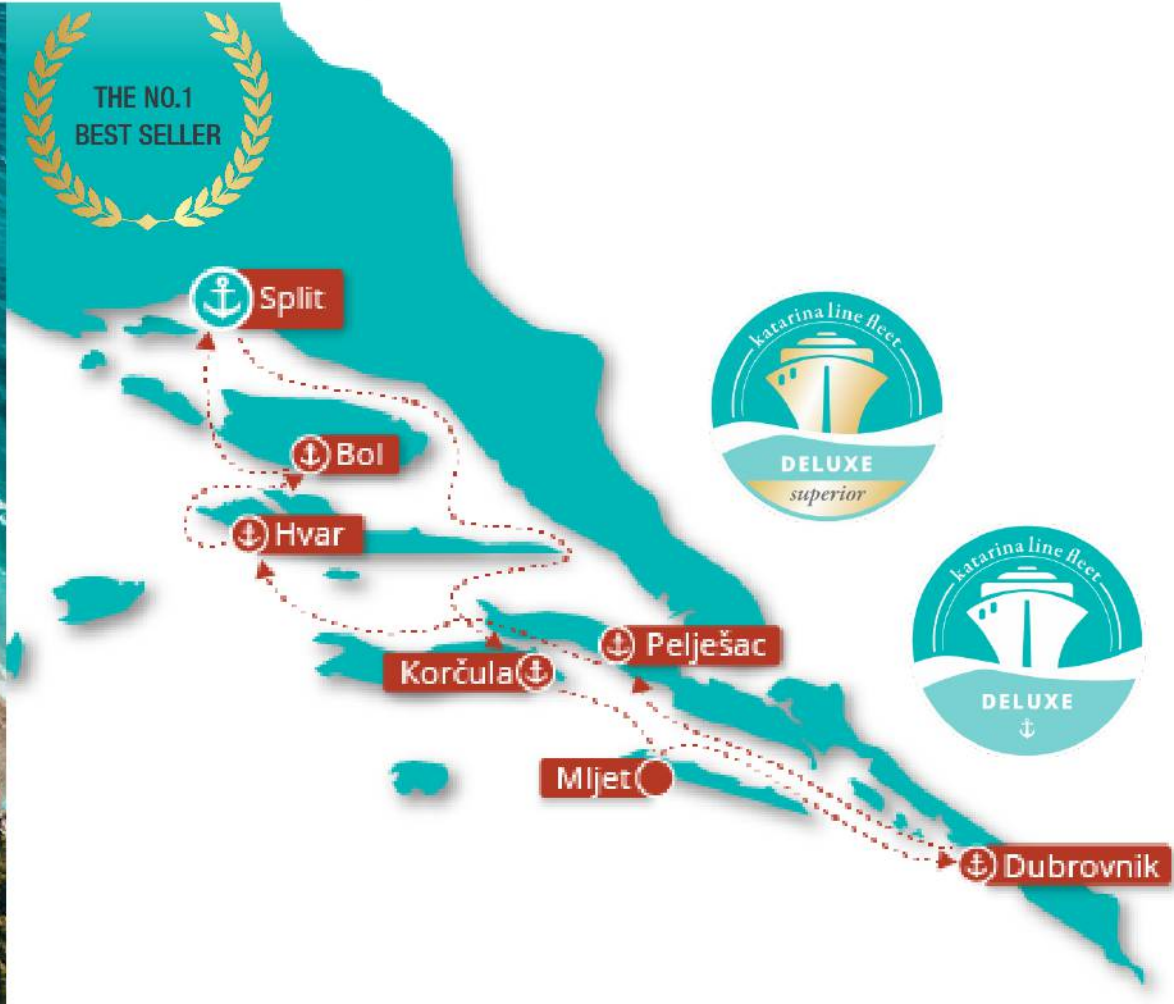 THE NO.1
BEST SELLER
Split
katarina line fleet
DELUXE
superior
Bol
Hvar
katarina line fleet
DELUXE
Pelješac
Korčula
Mljet
Dubrovnik